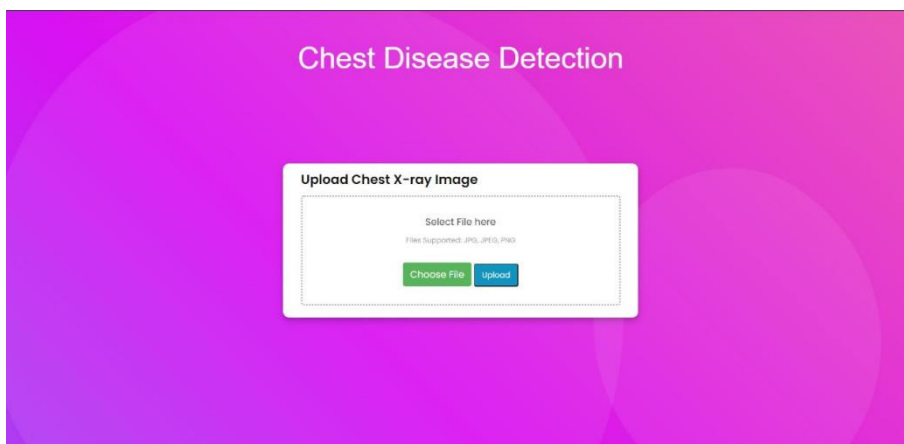 Chest Disease Detection
Upload Chest X-ray Image
Select File here
Files Supported: JPG, JPEG, PNG
Choose File Upload